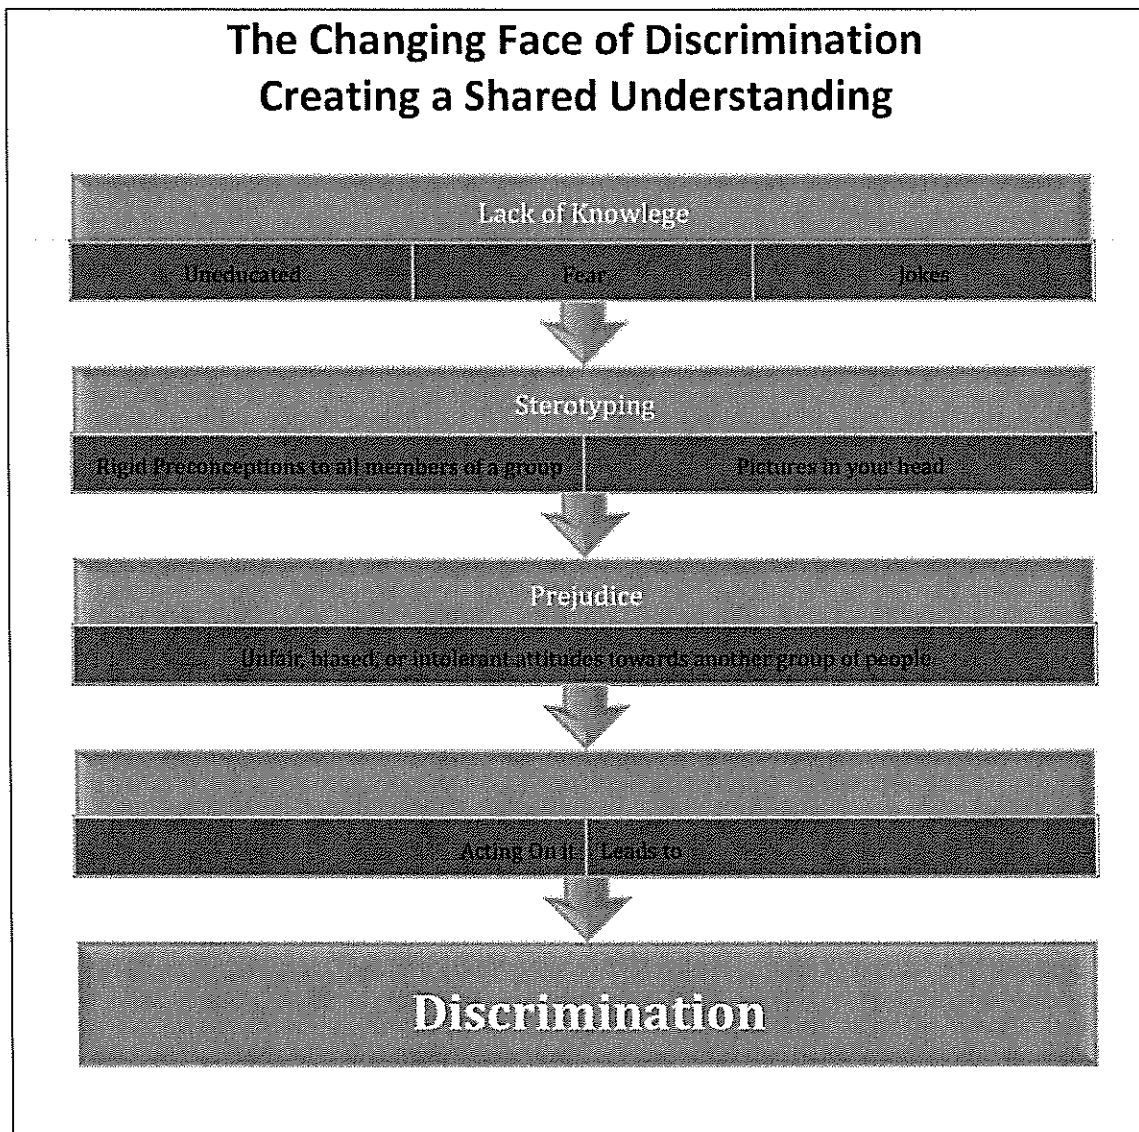 The Changing Face of Discrimination
Creating a Shared Understanding
Lack of Knowlege
Uneducated
Fear
Jokes
Sterotyping
Rigid Preconceptions to all members of a group
Pictures in your head
Prejudice
Unfair, biased, or intolerant attitudes towards another group of people
Acting On it
Leads to
Discrimination